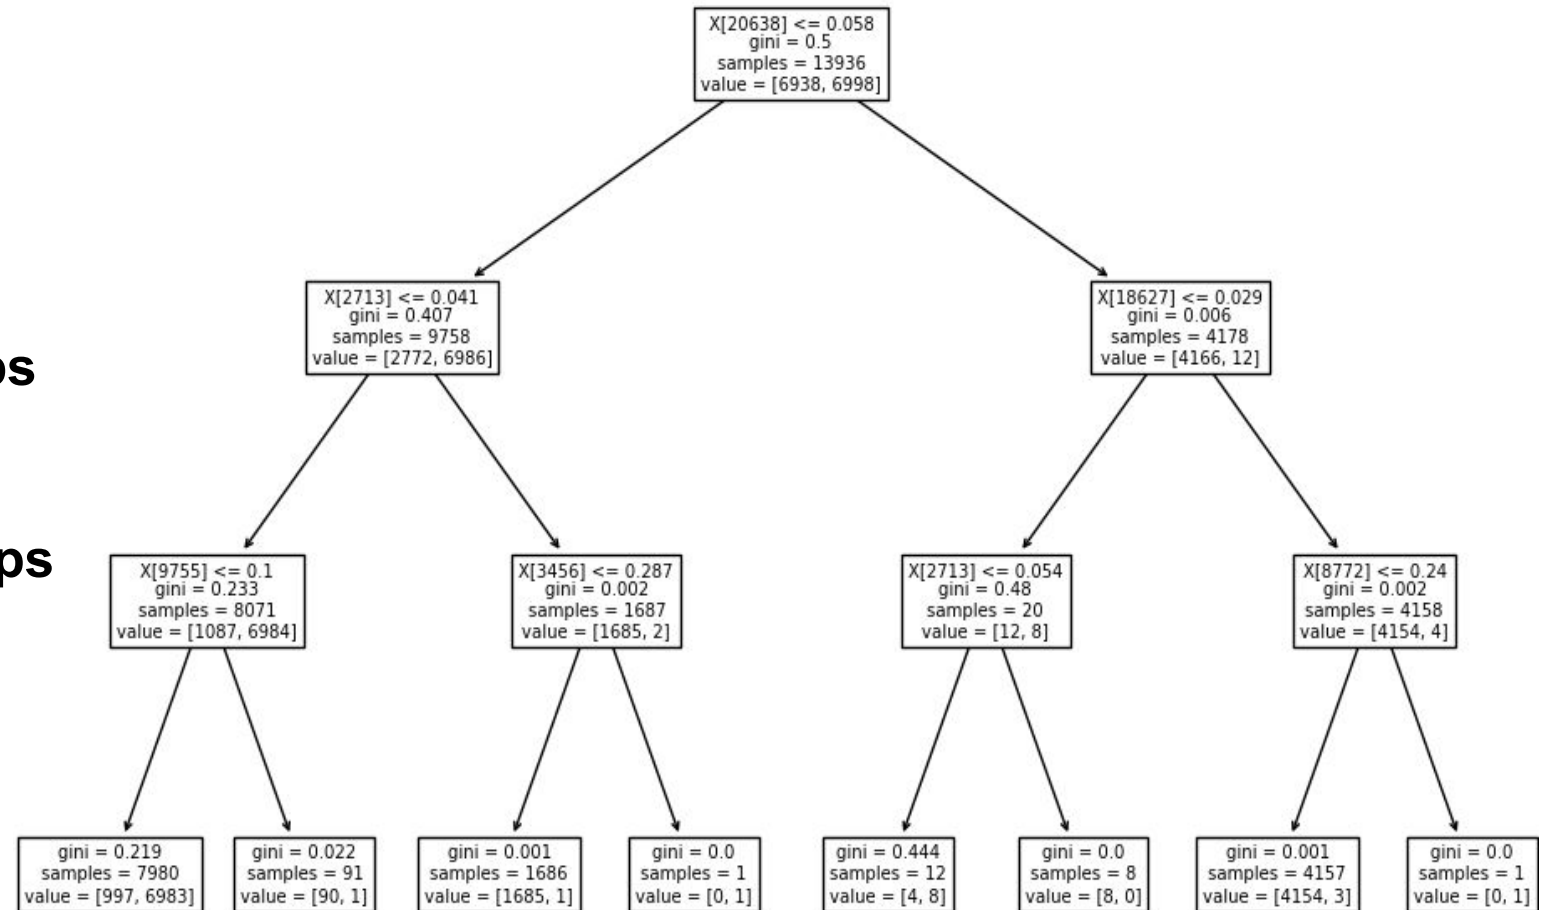 X[20638] <= 0.058
gini = 0.5
samples = 13936
value = [6938, 6998]
X[2713] <= 0.041
gini = 0.407
samples = 9758
value = [2772, 6986]
X[18627] <= 0.029
gini = 0.006
samples = 4178
value = [4166, 12]
ps
X[9755] <= 0.1
gini = 0.233
samples = 8071
value = [1087, 6984]
X[3456] <= 0.287
gini = 0.002
samples = 1687
value = [1685, 2]
X[2713] <= 0.054
gini = 0.48
samples = 20
value = [12, 8]
X[8772] <= 0.24
gini = 0.002
samples = 4158
value = [4154, 4]
ps
gini = 0.219
samples = 7980
value = [997, 6983]
gini = 0.022
samples = 91
value = [90, 1]
gini = 0.001
samples = 1686
value = [1685, 1]
gini = 0.0
samples = 1
value = [0, 1]
gini = 0.444
samples = 12
value = [4, 8]
gini = 0.0
samples = 8
value = [8, 0]
gini = 0.001
samples = 4157
value = [4154, 3]
gini = 0.0
samples = 1
value = [0, 1]